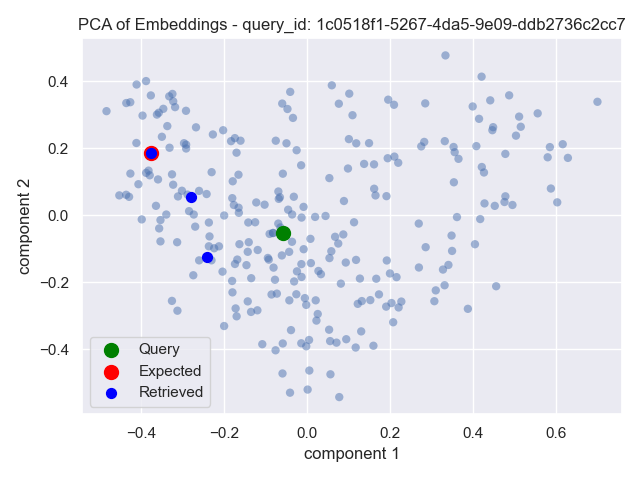 PCA of Embeddings - query_id: 1c0518f1-5267-4da5-9e09-ddb2736c2cc7
component 2
0.4
0.2
0.0
−0.2
−0.4
Query
Expected
Retrieved
−0.4 −0.2 0.0 0.2 0.4 0.6
component 1